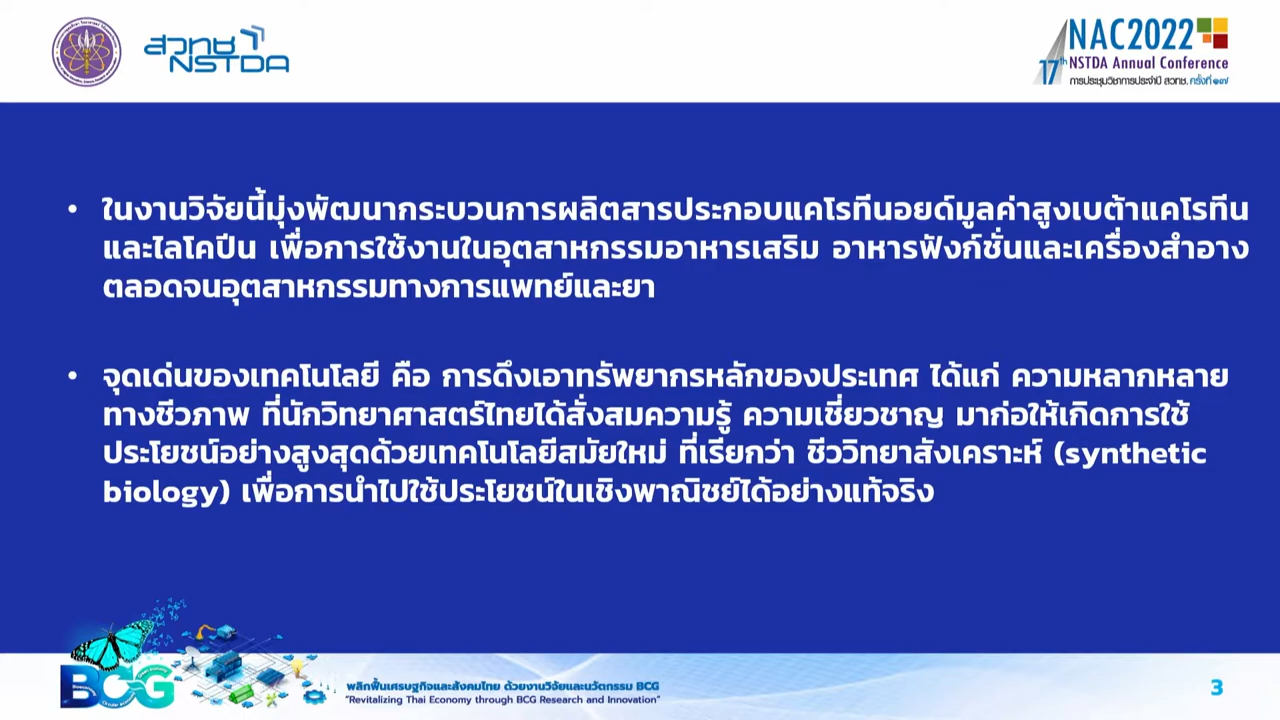 สวทช
NSTDA
NAC2022
17th NSTDA Annual Conference
การประชุมวิชาการประจำปี สวทช. ครั้งที่ ๑๗
• ในงานวิจัยนี้มุ่งพัฒนากระบวนการผลิตสารประกอบแคโรทีนอยด์มูลค่าสูงเบต้าแคโรทีน
และไลโคปีน เพื่อการใช้งานในอุตสาหกรรมอาหารเสริม อาหารฟังก์ชั่นและเครื่องสำอาง
ตลอดจนอุตสาหกรรมทางการแพทย์และยา
• จุดเด่นของเทคโนโลยี คือ การดึงเอาทรัพยากรหลักของประเทศ ได้แก่ ความหลากหลาย
ทางชีวภาพ ที่นักวิทยาศาสตร์ไทยได้สั่งสมความรู้ ความเชี่ยวชาญ มาก่อให้เกิดการใช้
ประโยชน์อย่างสูงสุดด้วยเทคโนโลยีสมัยใหม่ ที่เรียกว่า ชีววิทยาสังเคราะห์ (synthetic
biology) เพื่อการนำไปใช้ประโยชน์ในเชิงพาณิชย์ได้อย่างแท้จริง
BCG
พลิกฟื้นเศรษฐกิจและสังคมไทย ด้วยงานวิจัยและนวัตกรรม BCG
"Revitalizing Thai Economy through BCG Research and Innovation"
3